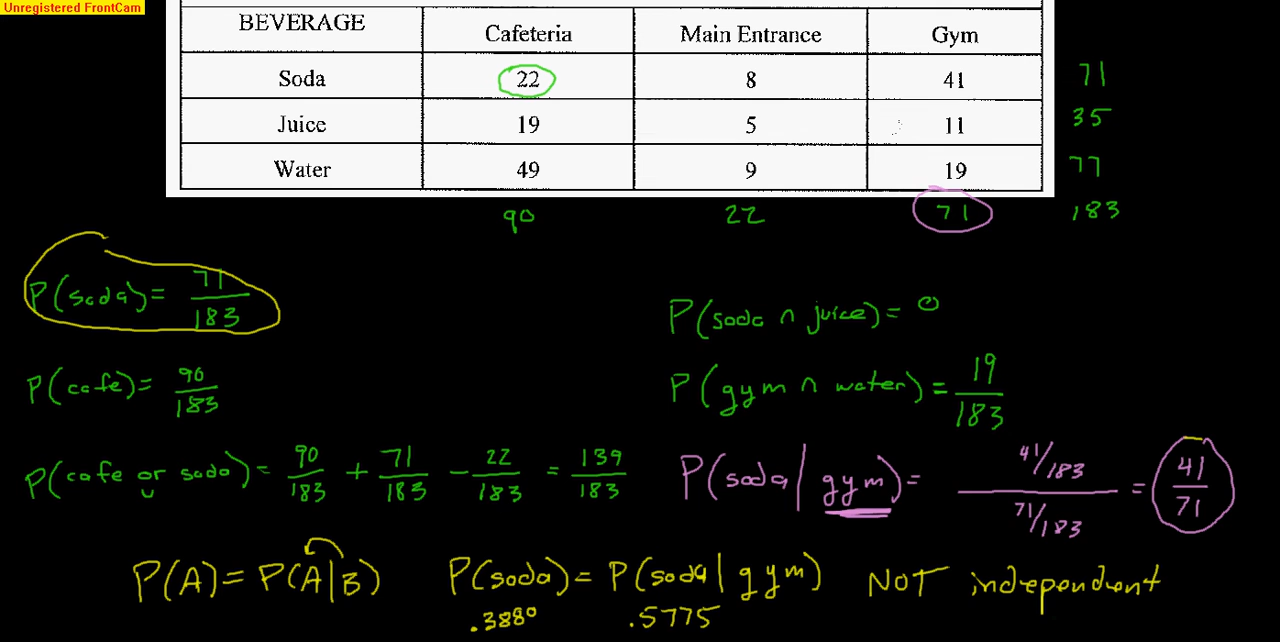 Unregistered FrontCam
BEVERAGE Cafeteria Main Entrance Gym
Soda 22 8 41 71
Juice 19 5 11 35
Water 49 9 19 77
90 22 71 183
P(soda)= 71/183
P(soda ∩ juice)= 0
P(cafe)= 90/183
P(gym ∩ water)= 19/183
P(cafe or soda)= 90/183 + 71/183 - 22/183 = 139/183
∪
P(soda | gym)= 41/183 / 71/183 = 41/71
P(A)= P(A|B) P(soda)= P(soda | gym) NOT independent
.3880 .5775